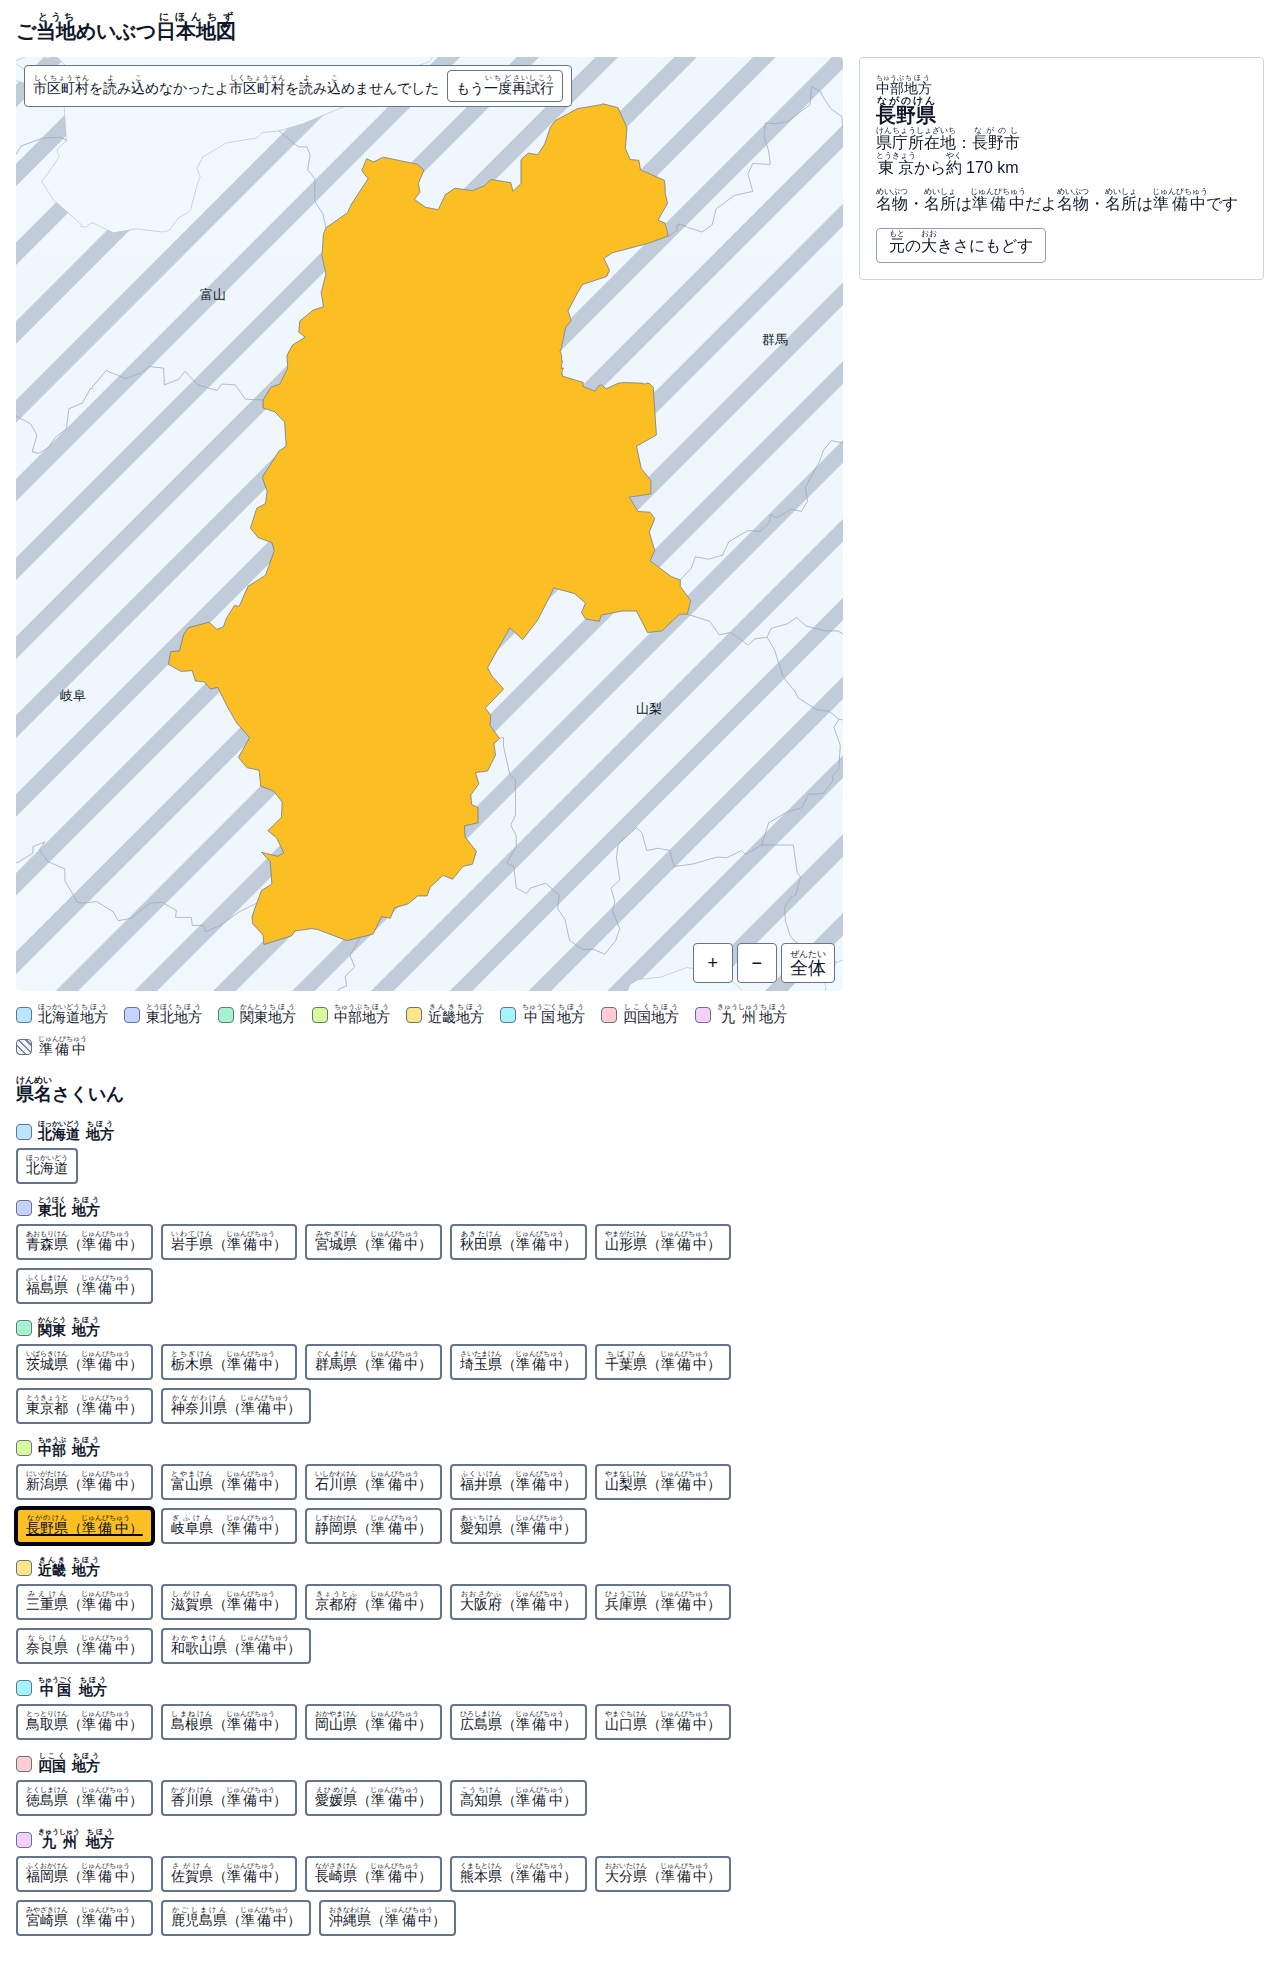 ご当地めいぶつ日本地図
市区町村を読み込めなかったよ市区町村を読み込めませんでした もう一度再試行
中部地方
長野県
県庁所在地：長野市
東京から約 170 km
名物・名所は準備中だよ名物・名所は準備中です
元の大きさにもどす
富山
群馬
岐阜
山梨
+ − 全体
北海道地方 東北地方 関東地方 中部地方 近畿地方 中国地方 四国地方 九州地方
準備中
県名さくいん
北海道 地方
北海道
東北 地方
青森県（準備中） 岩手県（準備中） 宮城県（準備中） 秋田県（準備中） 山形県（準備中）
福島県（準備中）
関東 地方
茨城県（準備中） 栃木県（準備中） 群馬県（準備中） 埼玉県（準備中） 千葉県（準備中）
東京都（準備中） 神奈川県（準備中）
中部 地方
新潟県（準備中） 富山県（準備中） 石川県（準備中） 福井県（準備中） 山梨県（準備中）
長野県（準備中） 岐阜県（準備中） 静岡県（準備中） 愛知県（準備中）
近畿 地方
三重県（準備中） 滋賀県（準備中） 京都府（準備中） 大阪府（準備中） 兵庫県（準備中）
奈良県（準備中） 和歌山県（準備中）
中国 地方
鳥取県（準備中） 島根県（準備中） 岡山県（準備中） 広島県（準備中） 山口県（準備中）
四国 地方
徳島県（準備中） 香川県（準備中） 愛媛県（準備中） 高知県（準備中）
九州 地方
福岡県（準備中） 佐賀県（準備中） 長崎県（準備中） 熊本県（準備中） 大分県（準備中）
宮崎県（準備中） 鹿児島県（準備中） 沖縄県（準備中）